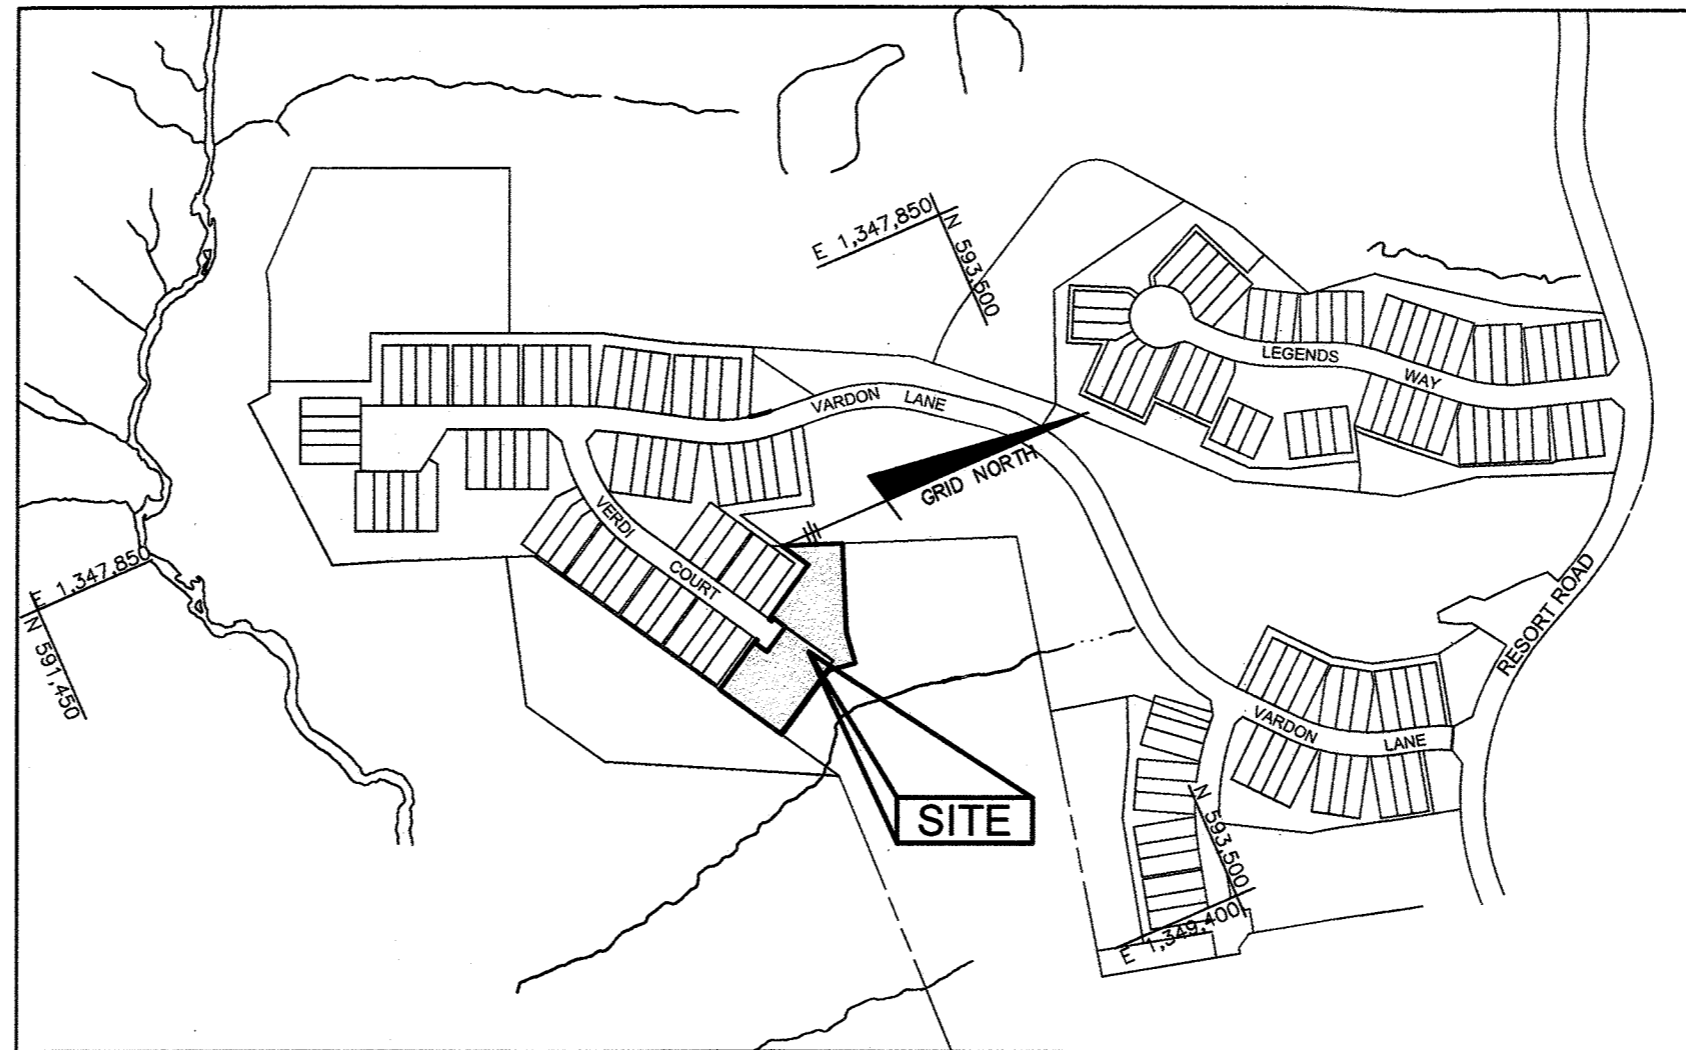 E 1,347,850
N 593,600
LEGENDS
WAY
VARDON LANE
GRID NORTH
VERDI
COURT
E 1,347,850
N 591,450
RESORT ROAD
VARDON
LANE
SITE
N 593,500
E 1,349,400